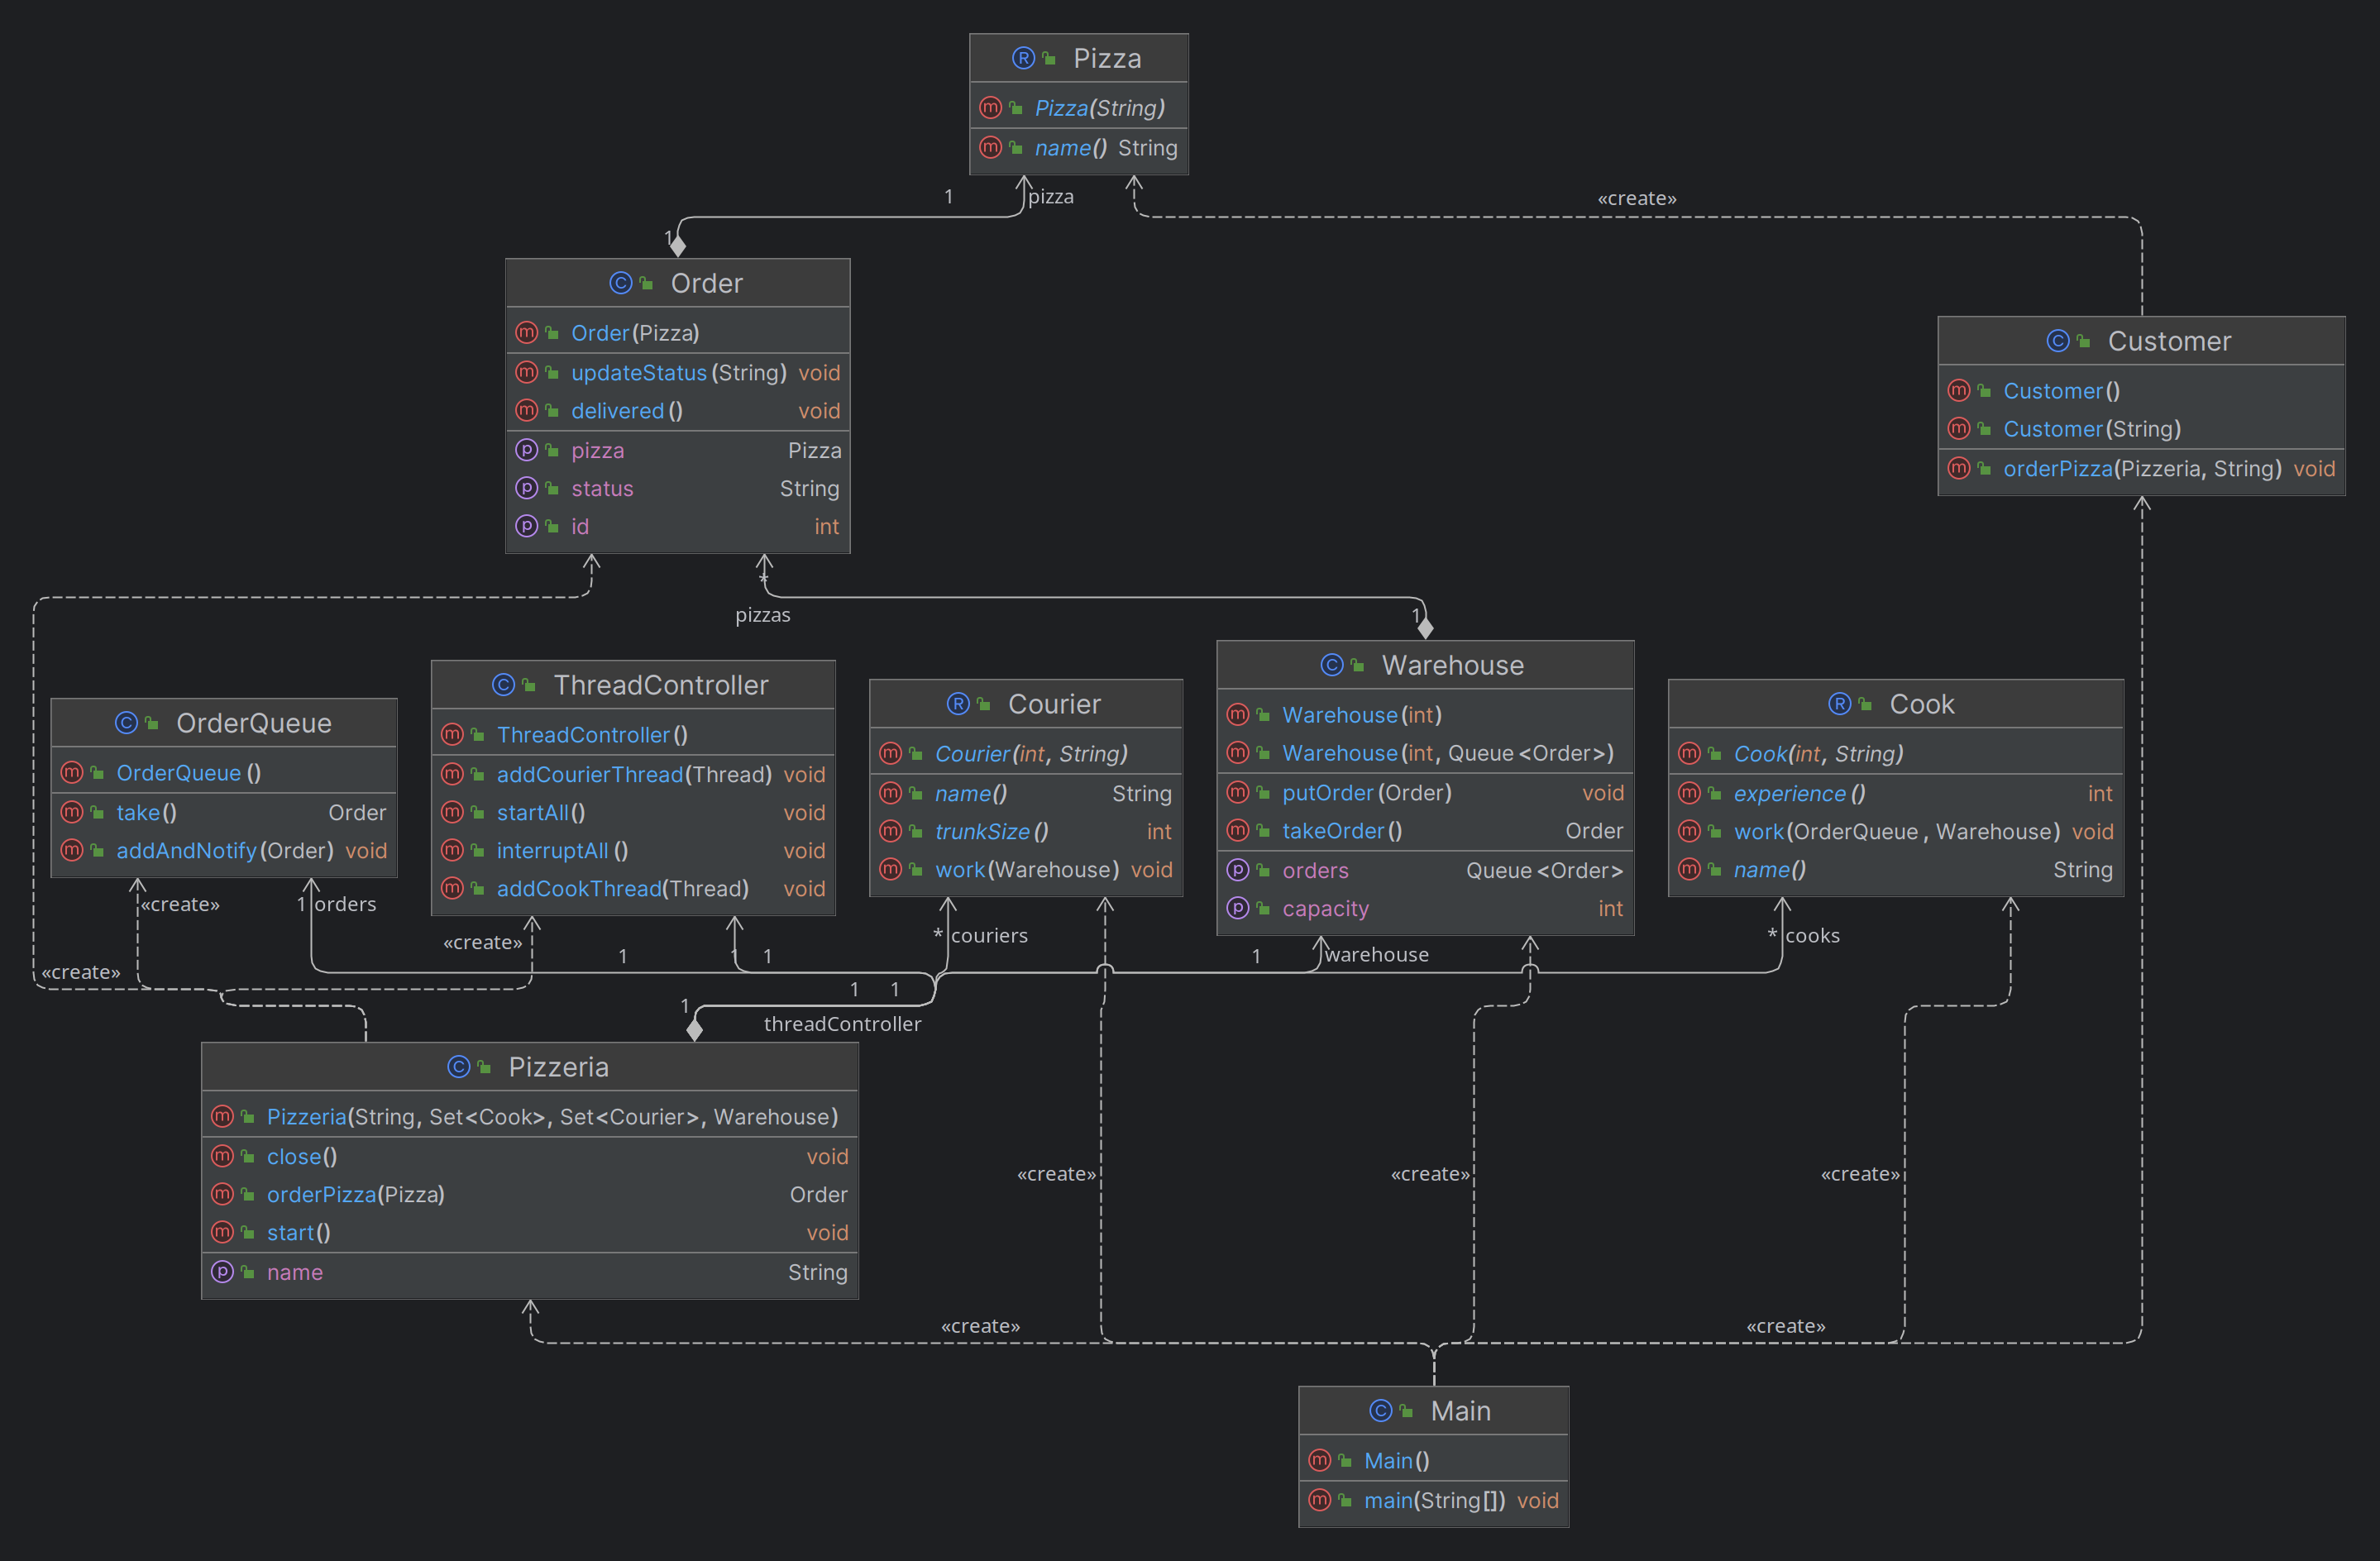 Pizza
Pizza(String)
name() String
1 pizza
«create»
1
Order
Order(Pizza)
updateStatus(String) void
delivered() void
pizza Pizza
status String
id int
Customer
Customer()
Customer(String)
orderPizza(Pizzeria, String) void
*
pizzas
1
OrderQueue
OrderQueue()
take() Order
addAndNotify(Order) void
ThreadController
ThreadController()
addCourierThread(Thread) void
startAll() void
interruptAll() void
addCookThread(Thread) void
Courier
Courier(int, String)
name() String
trunkSize() int
work(Warehouse) void
Warehouse
Warehouse(int)
Warehouse(int, Queue<Order>)
putOrder(Order) void
takeOrder() Order
orders Queue<Order>
capacity int
Cook
Cook(int, String)
experience() int
work(OrderQueue, Warehouse) void
name() String
«create»
1 orders
«create»
* couriers
* cooks
1
1
1
1
warehouse
«create»
1
1
1
threadController
Pizzeria
Pizzeria(String, Set<Cook>, Set<Courier>, Warehouse)
close() void
orderPizza(Pizza) Order
start() void
name String
«create»
«create»
«create»
«create»
«create»
Main
Main()
main(String[]) void